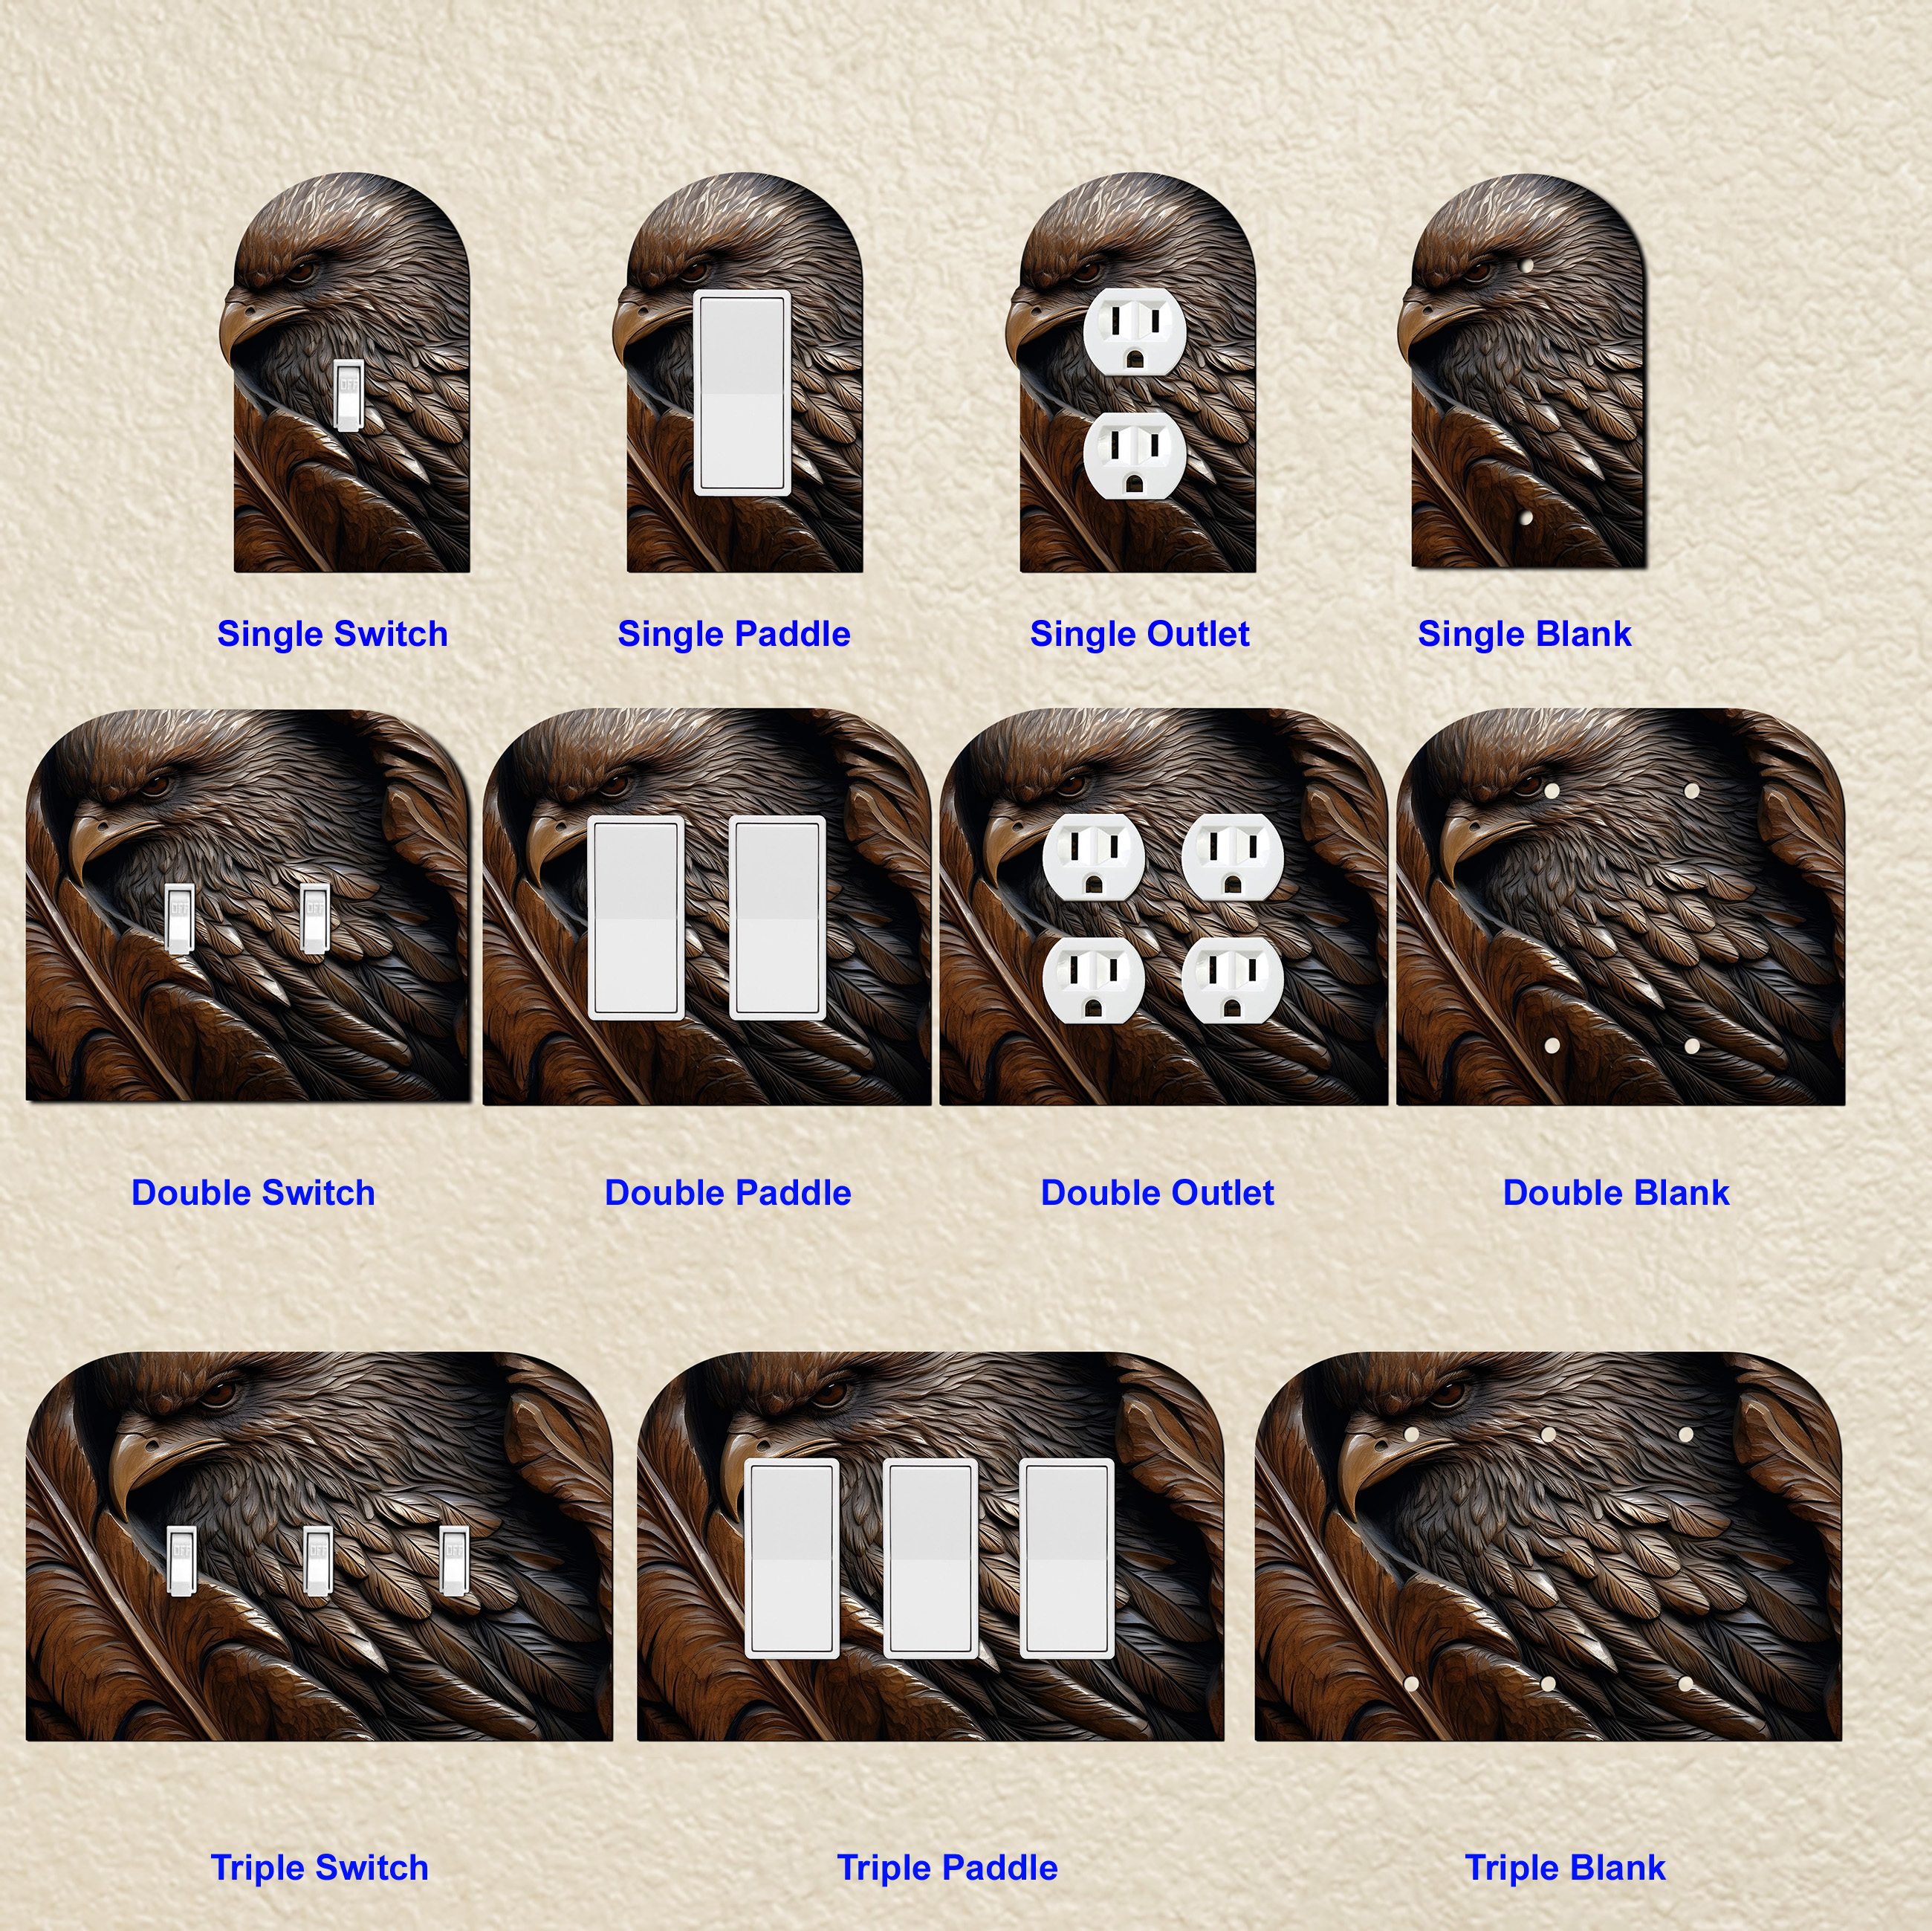 Single Switch
Single Paddle
Single Outlet
Single Blank
OFF
Double Switch
Double Paddle
Double Outlet
Double Blank
OFF
OFF
Triple Switch
Triple Paddle
Triple Blank
OFF
OFF
OFF